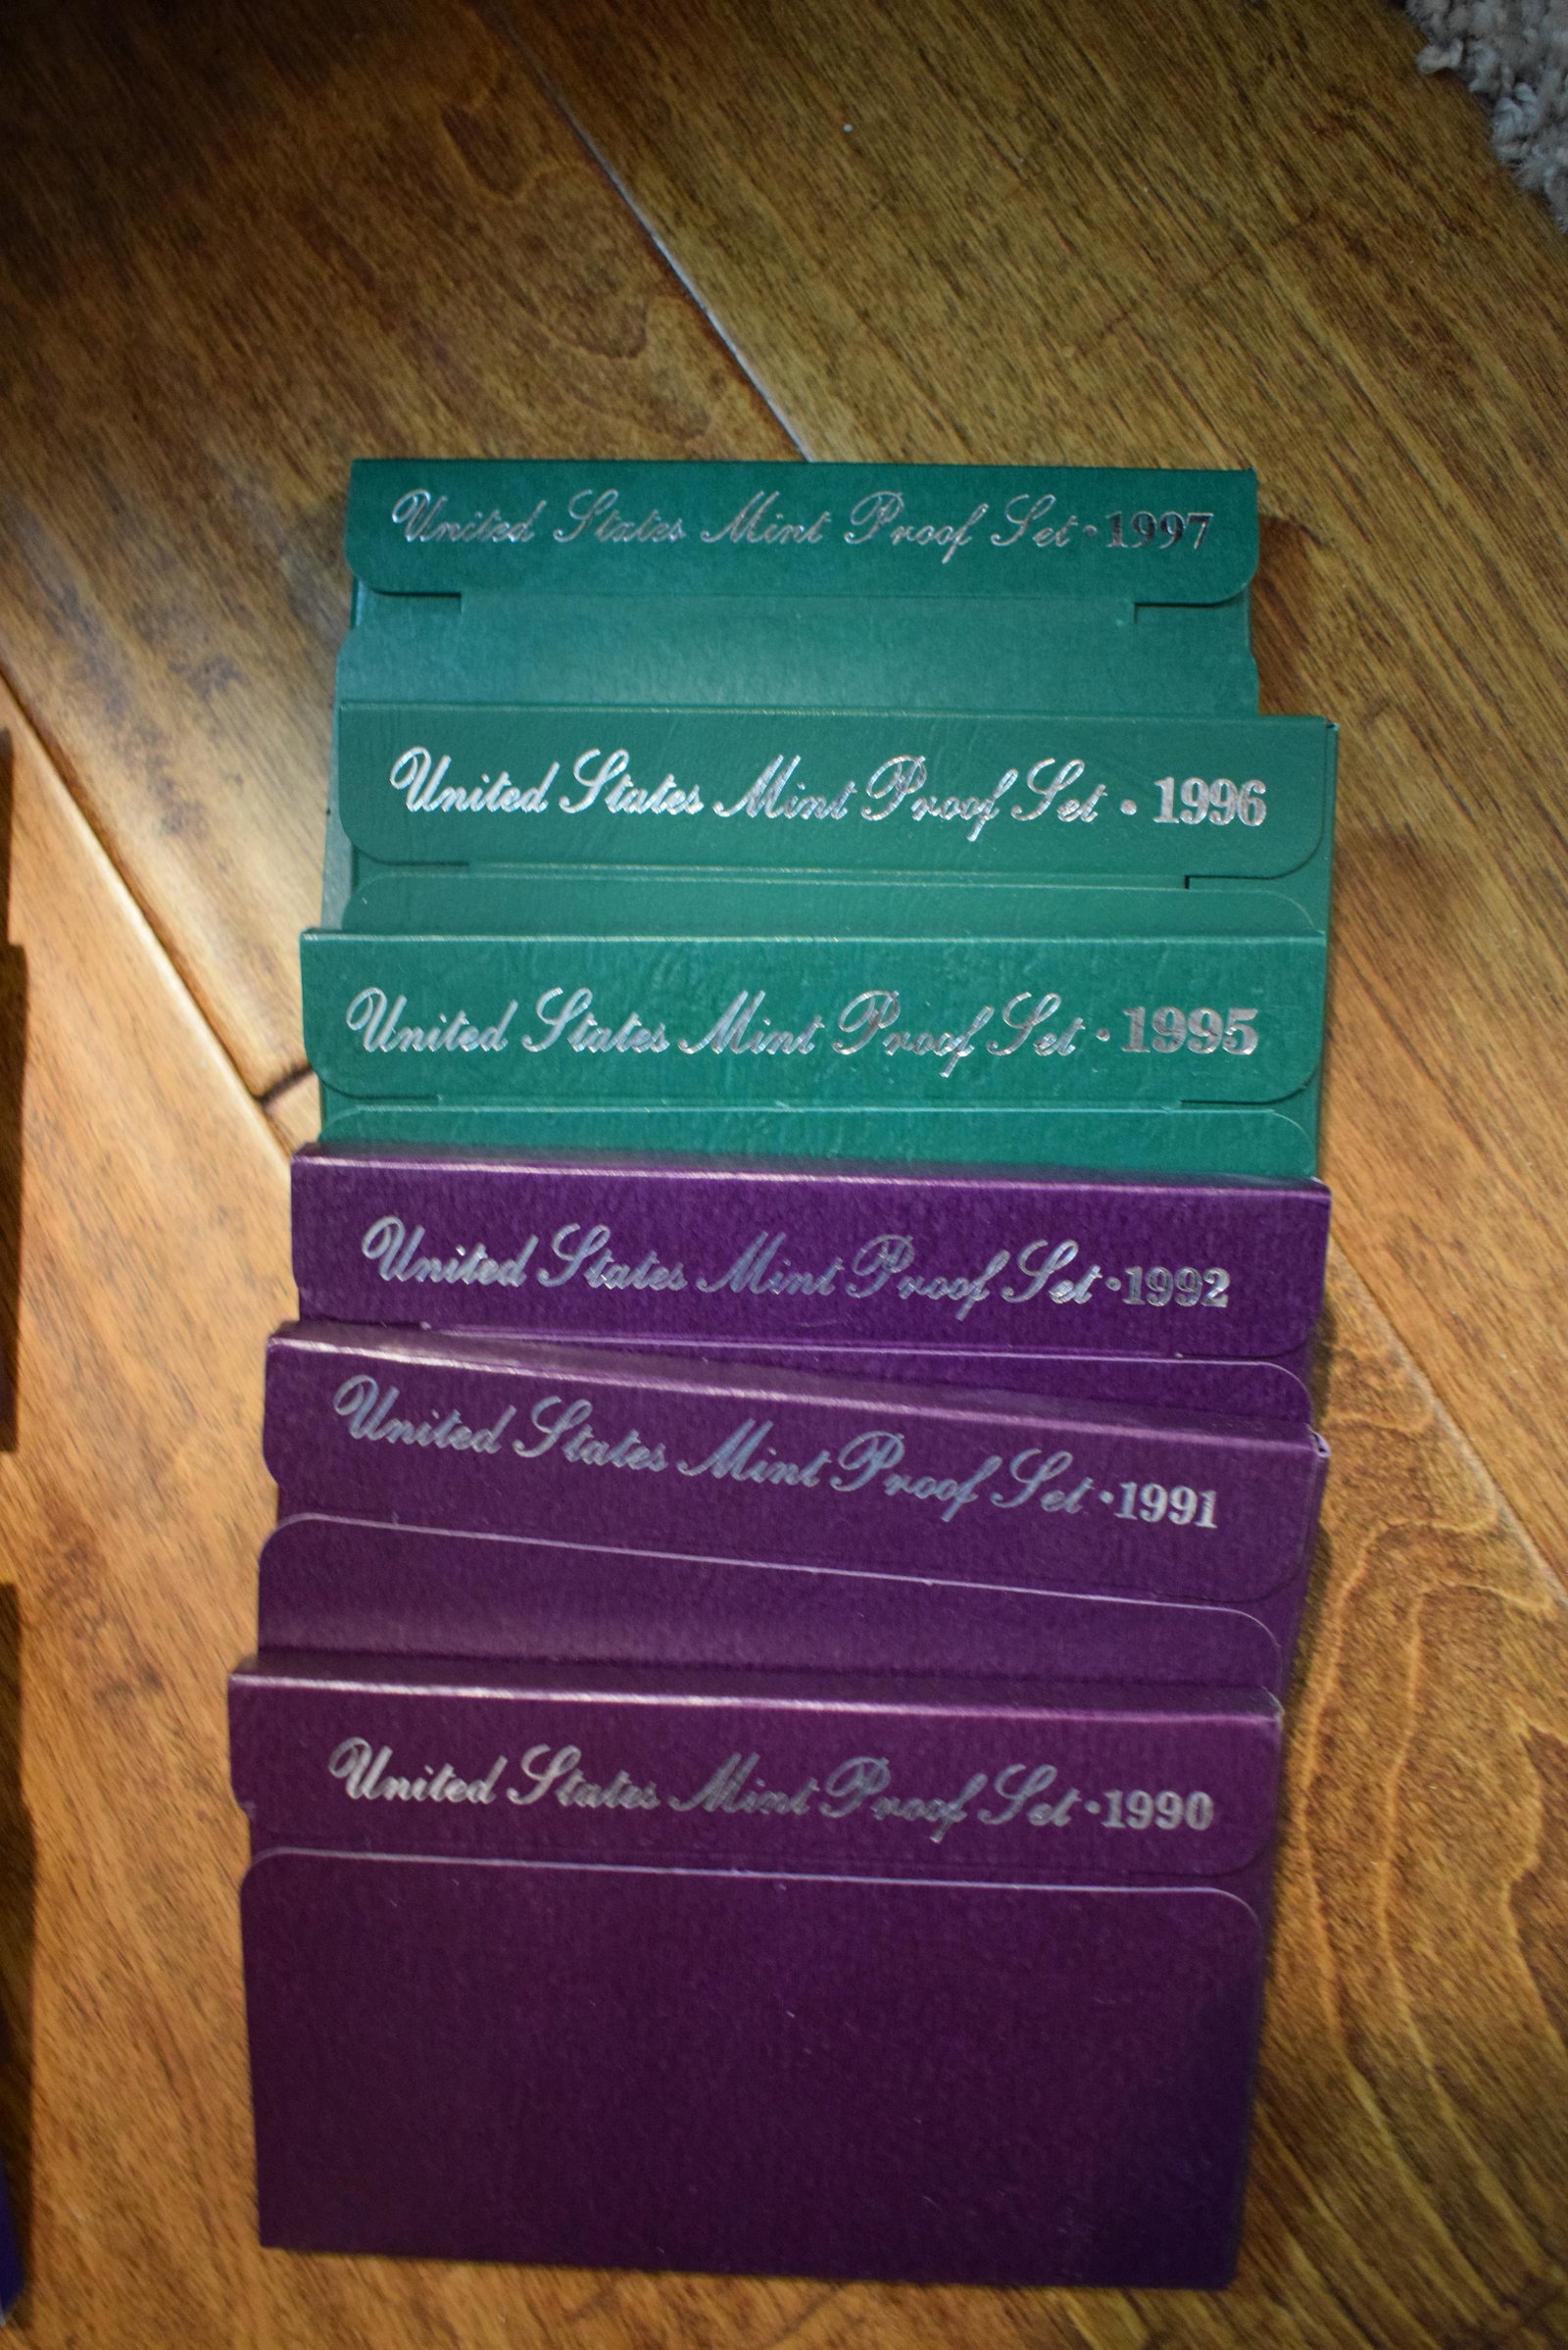 United States Mint Proof Set • 1997
United States Mint Proof Set • 1996
United States Mint Proof Set • 1995
United States Mint Proof Set • 1992
United States Mint Proof Set • 1991
United States Mint Proof Set • 1990